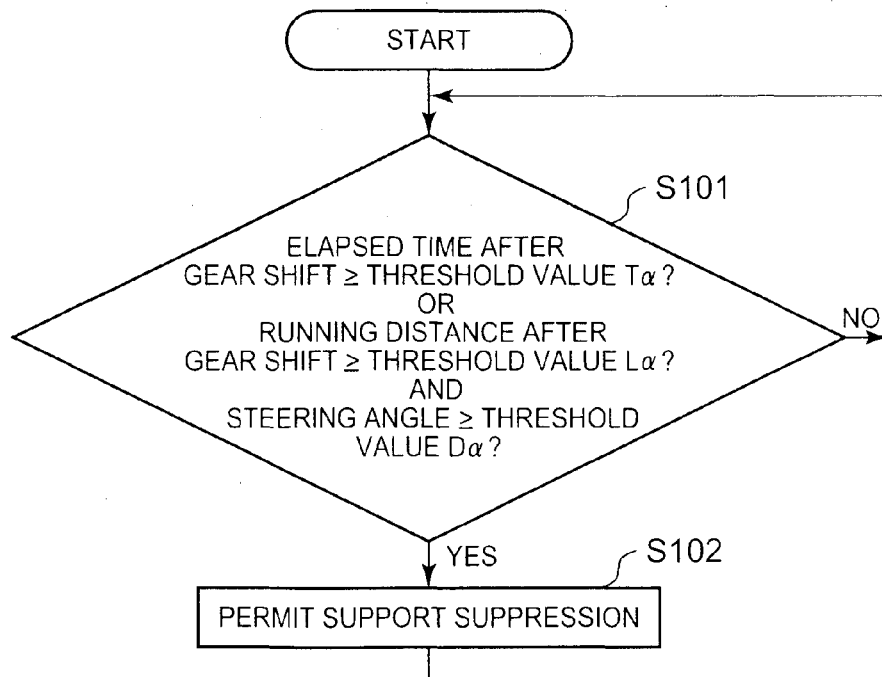 START
S101
ELAPSED TIME AFTER
GEAR SHIFT ≥ THRESHOLD VALUE Tα?
OR
RUNNING DISTANCE AFTER
GEAR SHIFT ≥ THRESHOLD VALUE Lα?
AND
STEERING ANGLE ≥ THRESHOLD
VALUE Dα?
NO
YES
S102
PERMIT SUPPORT SUPPRESSION